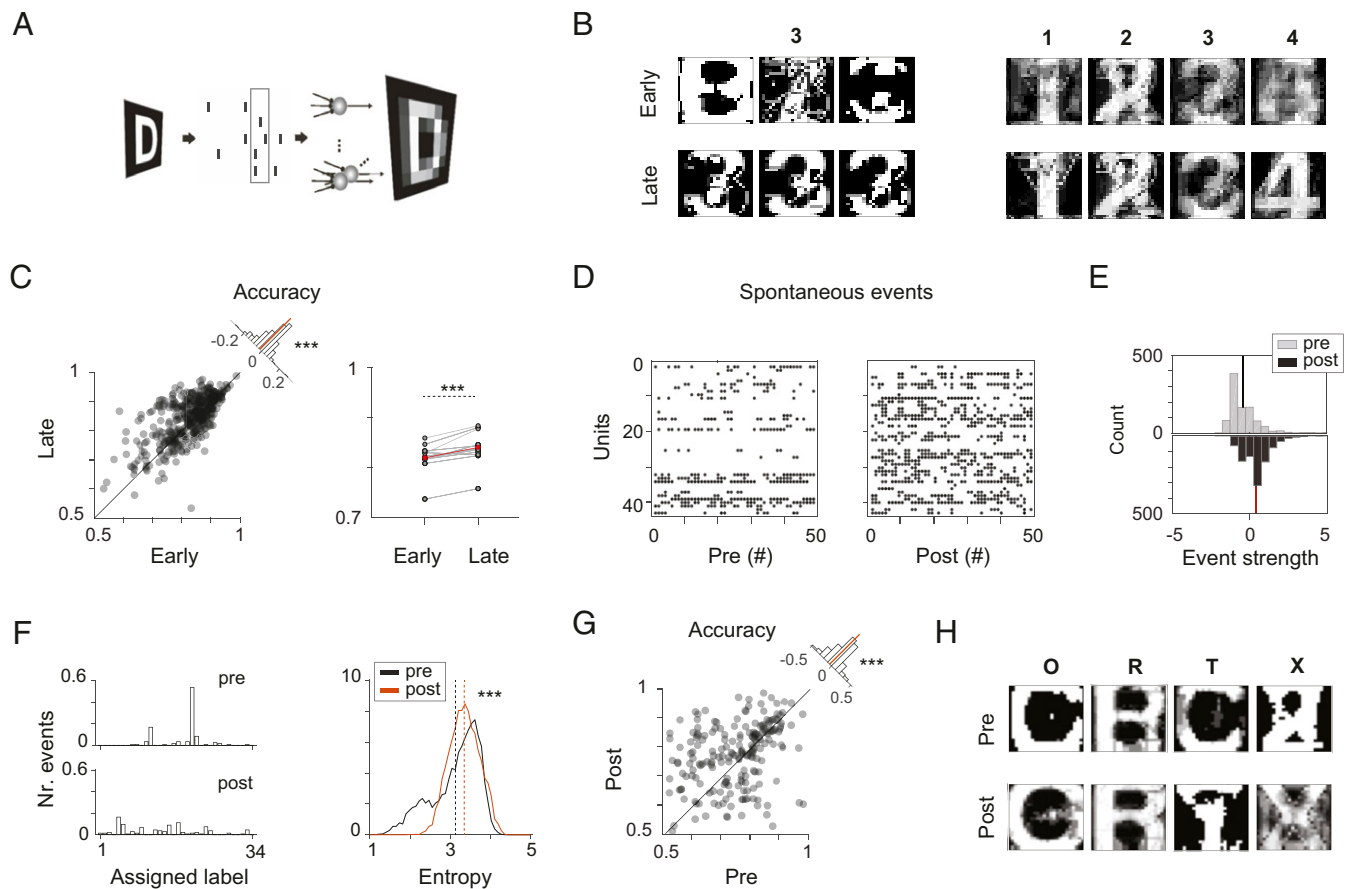 A
D
B
3
1 2 3 4
Early
Late
C
Accuracy
-0.2
0
0.2
***
1
Late
0.5
0.5 1
Early
1
***
0.7
Early Late
D
Spontaneous events
0
20
40
Units
0 50
Pre (#)
0 50
Post (#)
E
pre
post
500
0
500
Count
-5 0 5
Event strength
F
0.6
pre
0
0.6
post
0
Nr. events
1 34
Assigned label
10
pre
post
***
0
1 3 5
Entropy
G
Accuracy
-0.5
0
0.5
***
1
Post
0.5
0.5 1
Pre
H
O R T X
Pre
Post